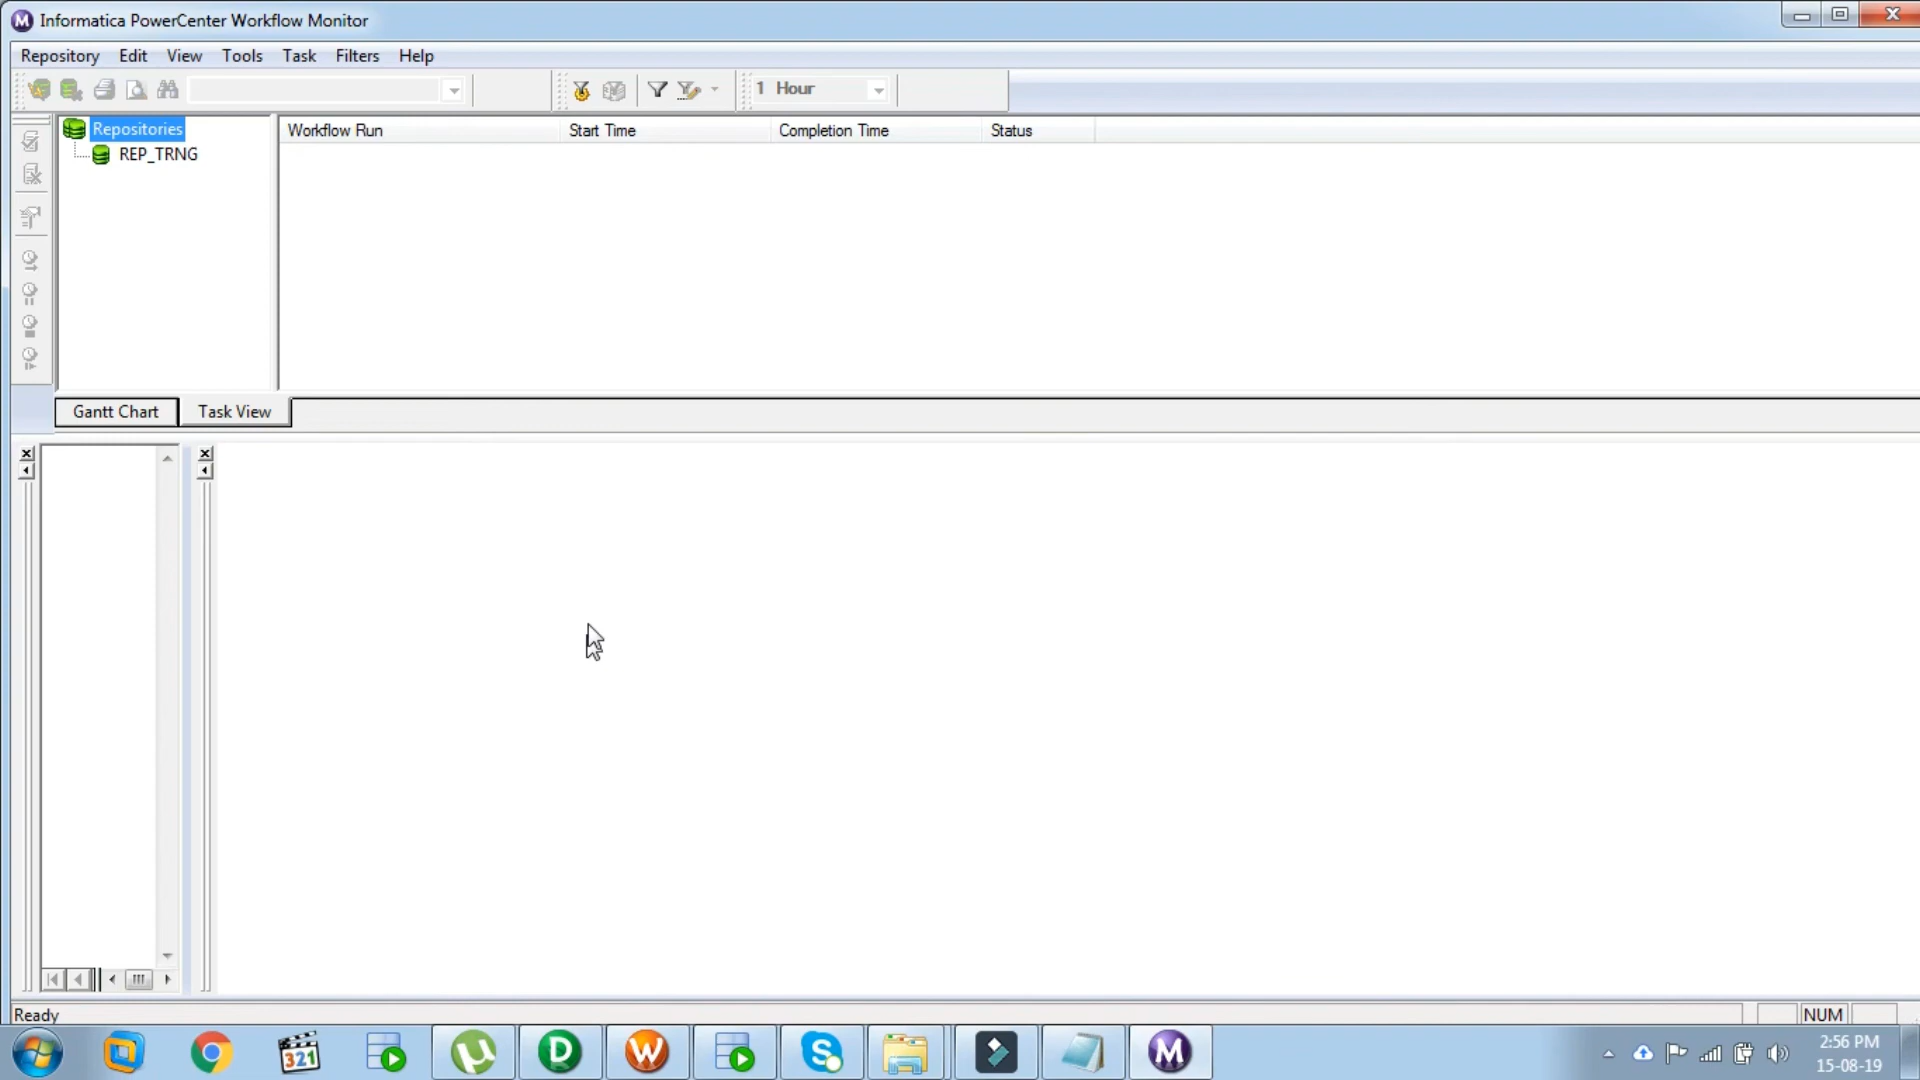 M Informatica PowerCenter Workflow Monitor
Repository Edit View Tools Task Filters Help
1 Hour
Repositories
REP_TRNG
Workflow Run Start Time Completion Time Status
Gantt Chart Task View
Ready NUM
321 µ D W S M
2:56 PM
15-08-19